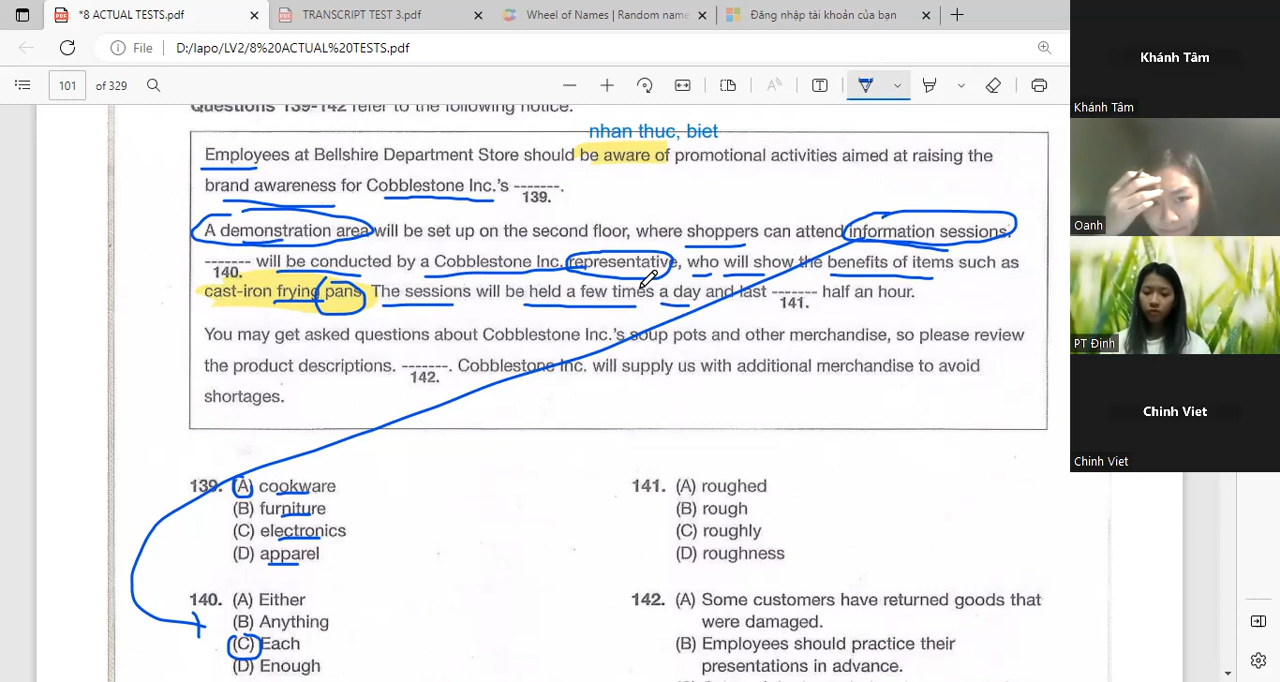 *8 ACTUAL TESTS.pdf
TRANSCRIPT TEST 3.pdf
Wheel of Names | Random name
Đăng nhập tài khoản của bạn
File
D:/lapo/LV2/8%20ACTUAL%20TESTS.pdf
101 of 329
Questions 139-142 refer to the following notice.
nhan thuc, biet
Employees at Bellshire Department Store should be aware of promotional activities aimed at raising the
brand awareness for Cobblestone Inc.'s -------.
139.
A demonstration area will be set up on the second floor, where shoppers can attend information sessions.
------- will be conducted by a Cobblestone Inc. representative, who will show the benefits of items such as
140.
cast-iron frying pans. The sessions will be held a few times a day and last ------- half an hour.
141.
You may get asked questions about Cobblestone Inc.'s soup pots and other merchandise, so please review
the product descriptions. -------. Cobblestone Inc. will supply us with additional merchandise to avoid
142.
shortages.
139. (A) cookware
(B) furniture
(C) electronics
(D) apparel
140. (A) Either
(B) Anything
(C) Each
(D) Enough
141. (A) roughed
(B) rough
(C) roughly
(D) roughness
142. (A) Some customers have returned goods that
were damaged.
(B) Employees should practice their
presentations in advance.
Khánh Tâm
Khánh Tâm
Oanh
PT Định
Chinh Viet
Chinh Viet